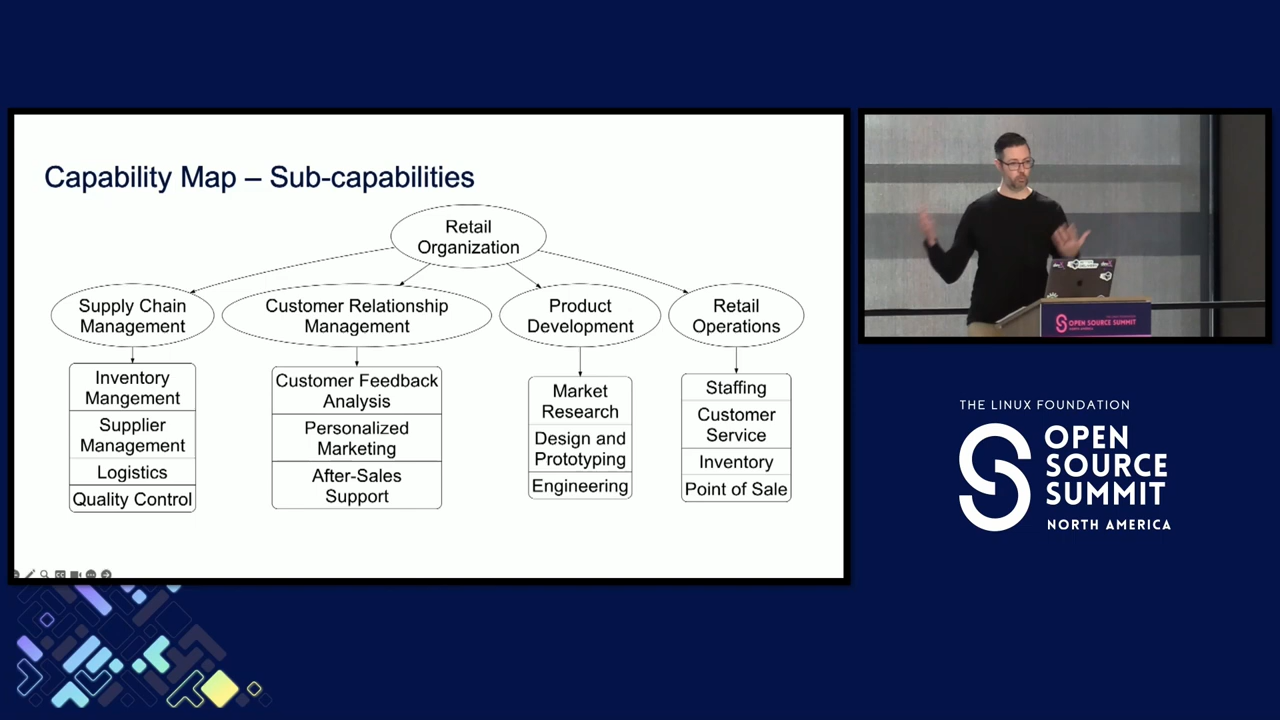 Capability Map – Sub-capabilities
Retail
Organization
Supply Chain
Management
Customer Relationship
Management
Product
Development
Retail
Operations
Inventory
Mangement
Supplier
Management
Logistics
Quality Control
Customer Feedback
Analysis
Personalized
Marketing
After-Sales
Support
Market
Research
Design and
Prototyping
Engineering
Staffing
Customer
Service
Inventory
Point of Sale
OPEN SOURCE SUMMIT
THE LINUX FOUNDATION
OPEN
SOURCE
SUMMIT
NORTH AMERICA